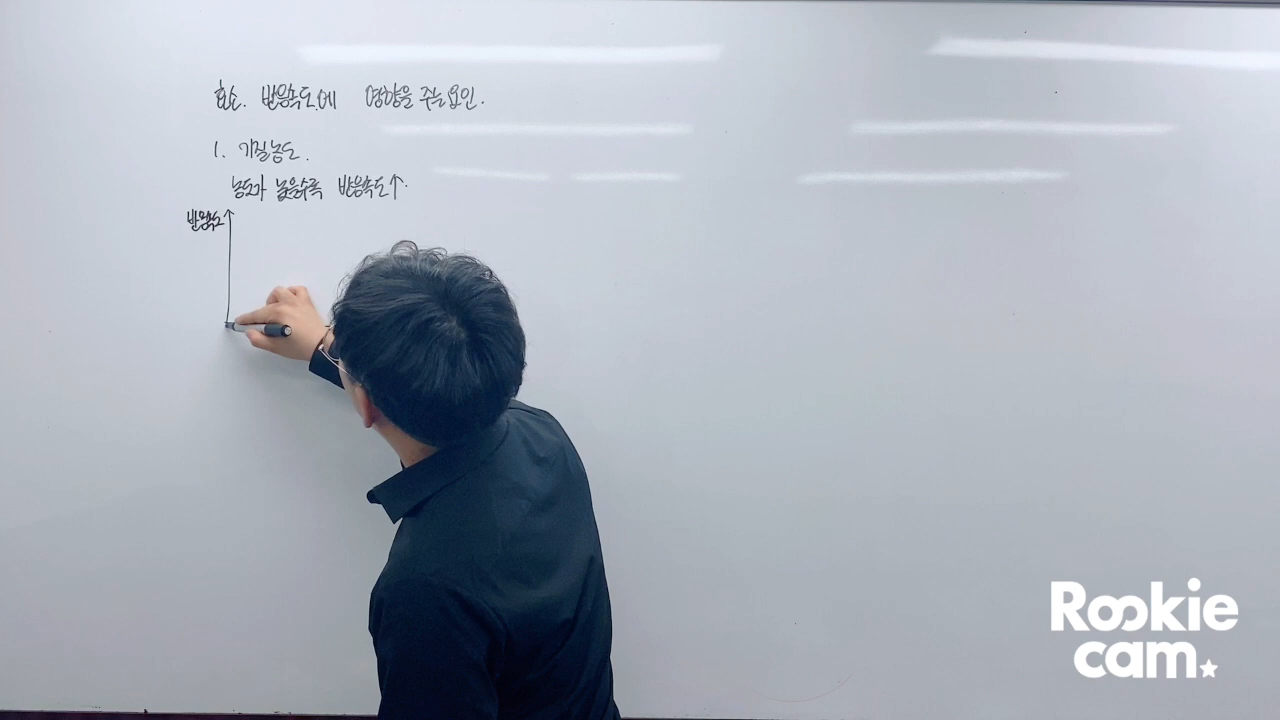 효소 반응속도에 영향을 주는 요인.
1. 기질농도.
농도가 높을수록 반응속도↑.
반응속도
Rookie
cam.